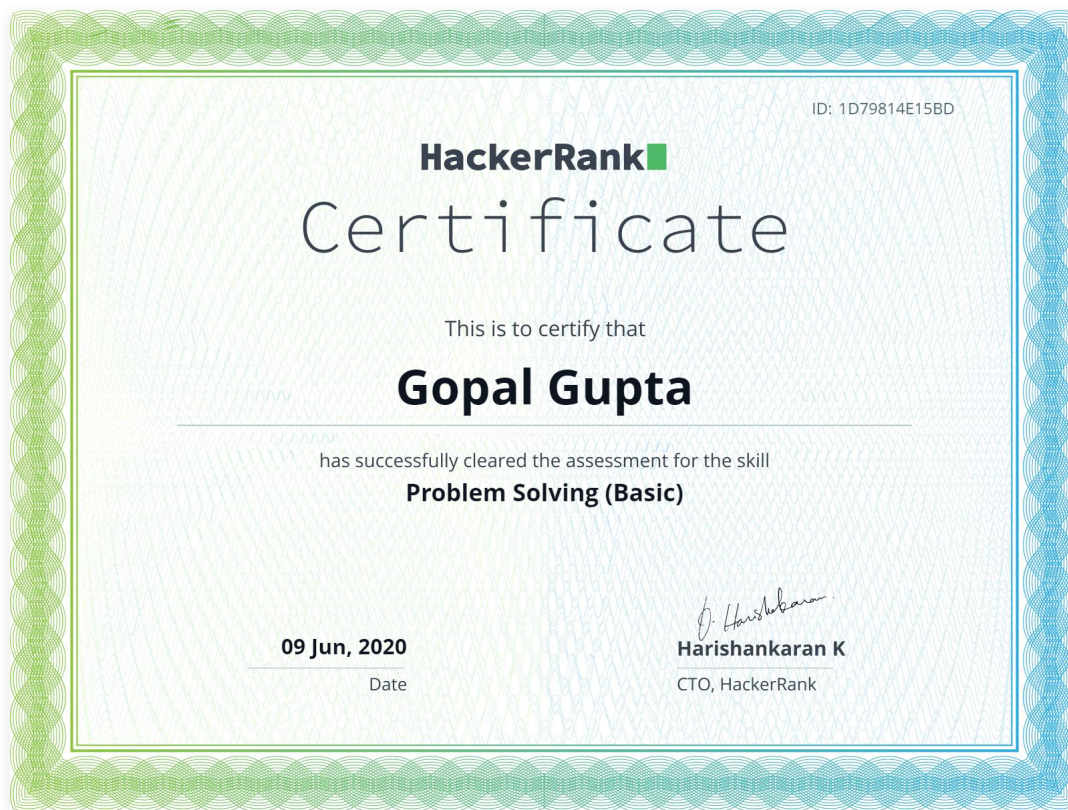 ID: 1D79814E15BD
HackerRank
Certificate
This is to certify that
Gopal Gupta
has successfully cleared the assessment for the skill
Problem Solving (Basic)
09 Jun, 2020
Date
Harishankaran K
CTO, HackerRank